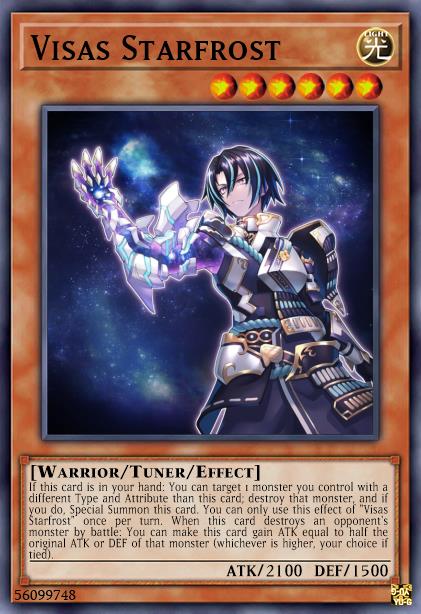 VISAS STARFROST
LIGHT
光
[WARRIOR/TUNER/EFFECT]
If this card is in your hand: You can target 1 monster you control with a
different Type and Attribute than this card; destroy that monster, and if
you do, Special Summon this card. You can only use this effect of "Visas
Starfrost" once per turn. When this card destroys an opponent's
monster by battle: You can make this card gain ATK equal to half the
original ATK or DEF of that monster (whichever is higher, your choice if
tied).
ATK/2100 DEF/1500
56099748